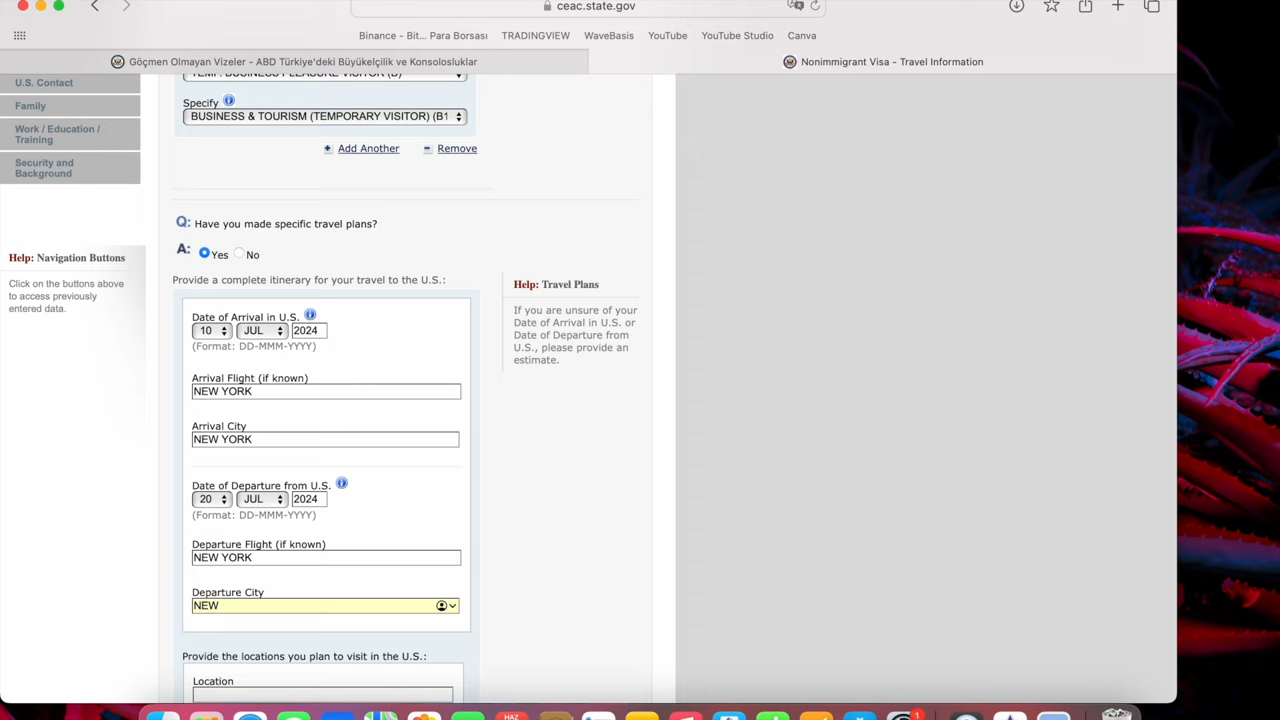 ceac.state.gov
Binance - Bit... Para Borsası TRADINGVIEW WaveBasis YouTube YouTube Studio Canva
Göçmen Olmayan Vizeler - ABD Türkiye'deki Büyükelçilik ve Konsolosluklar
Nonimmigrant Visa - Travel Information
U.S. Contact
Family
Work / Education /
Training
Security and
Background
Help: Navigation Buttons
Click on the buttons above
to access previously
entered data.
TEMP. BUSINESS PLEASURE VISITOR (B)
Specify
BUSINESS & TOURISM (TEMPORARY VISITOR) (B1
Add Another Remove
Q: Have you made specific travel plans?
A: Yes No
Provide a complete itinerary for your travel to the U.S.:
Date of Arrival in U.S.
10 JUL 2024
(Format: DD-MMM-YYYY)
Arrival Flight (if known)
NEW YORK
Arrival City
NEW YORK
Date of Departure from U.S.
20 JUL 2024
(Format: DD-MMM-YYYY)
Departure Flight (if known)
NEW YORK
Departure City
NEW
Provide the locations you plan to visit in the U.S.:
Location
Help: Travel Plans
If you are unsure of your
Date of Arrival in U.S. or
Date of Departure from
U.S., please provide an
estimate.
HAZ
1